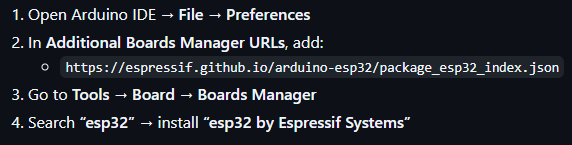 1. Open Arduino IDE → File → Preferences
2. In Additional Boards Manager URLs, add:
○ https://espressif.github.io/arduino-esp32/package_esp32_index.json
3. Go to Tools → Board → Boards Manager
4. Search “esp32” → install “esp32 by Espressif Systems”